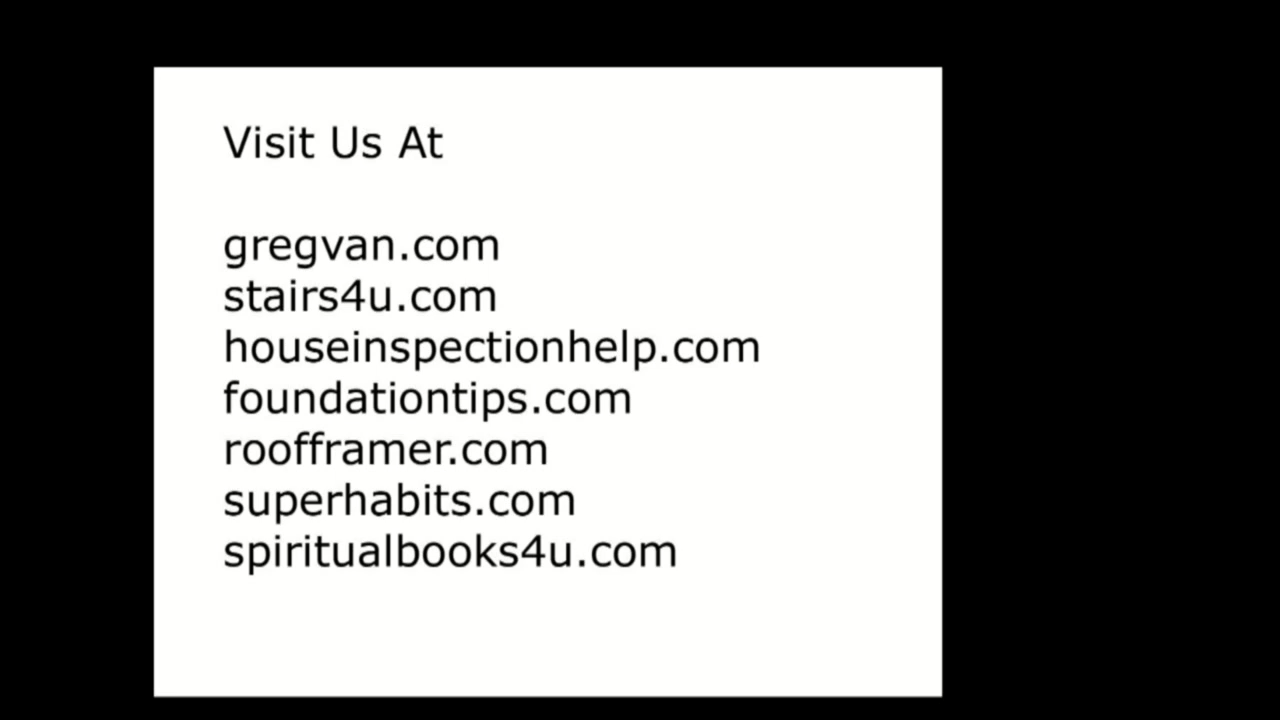 Visit Us At
gregvan.com
stairs4u.com
houseinspectionhelp.com
foundationtips.com
roofframer.com
superhabits.com
spiritualbooks4u.com